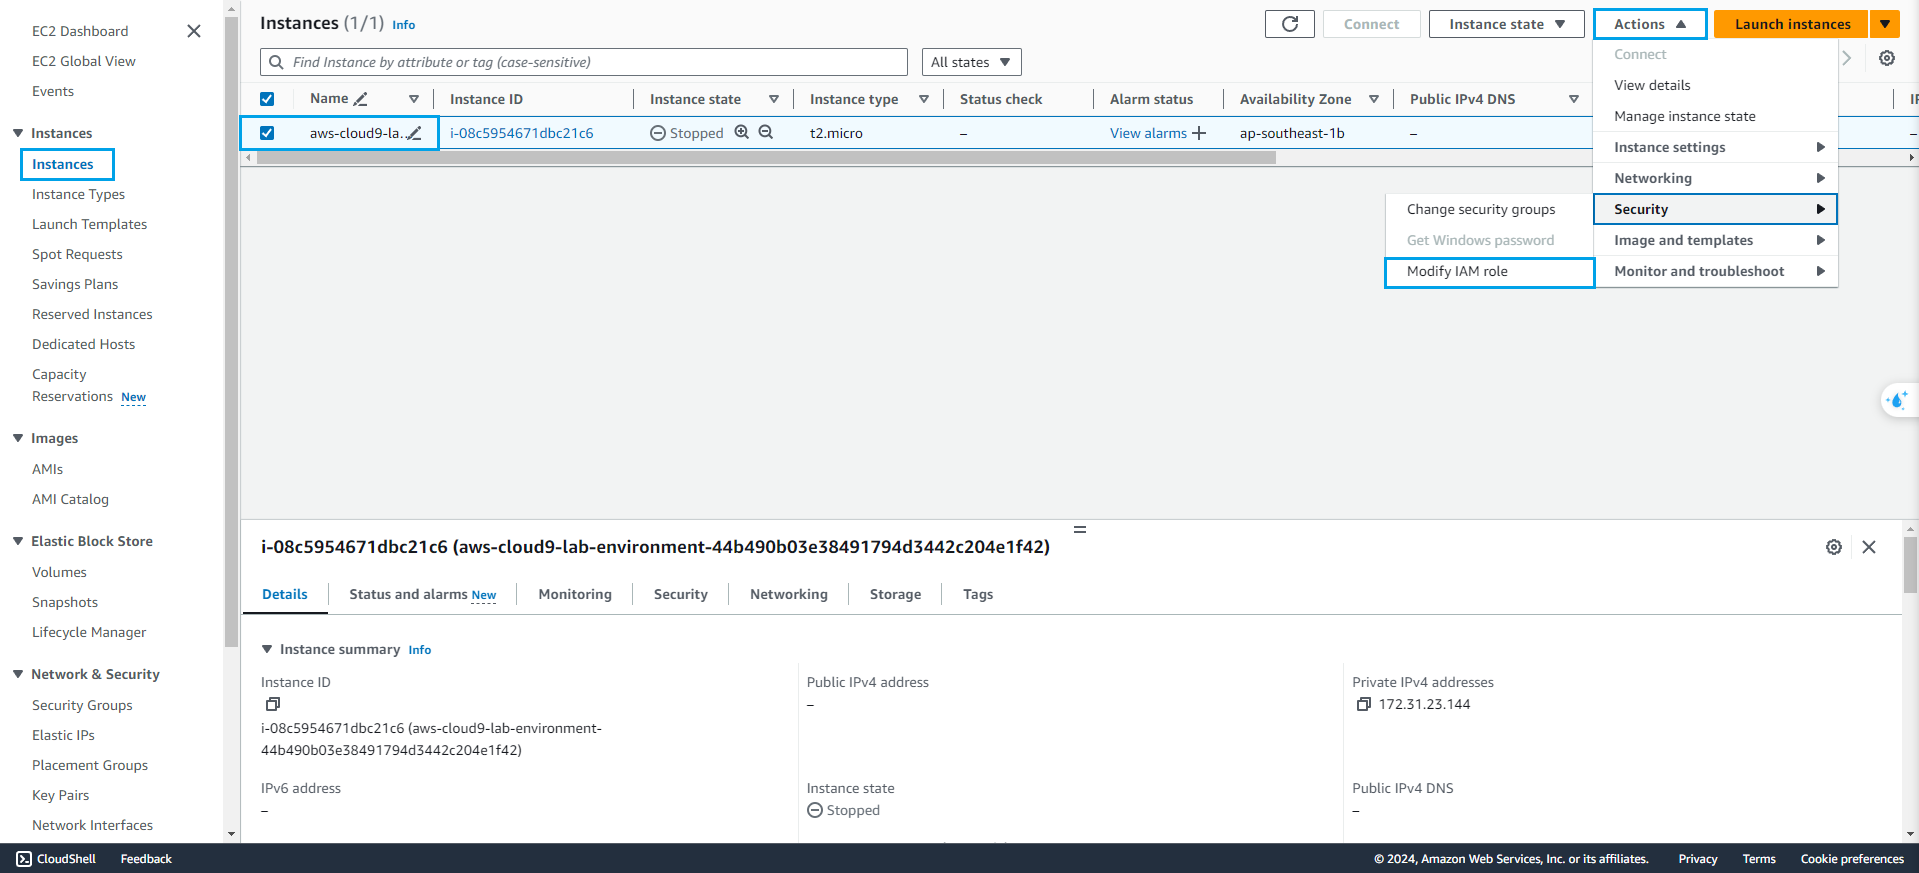 EC2 Dashboard
EC2 Global View
Events
Instances
Instances
Instance Types
Launch Templates
Spot Requests
Savings Plans
Reserved Instances
Dedicated Hosts
Capacity
Reservations New
Images
AMIs
AMI Catalog
Elastic Block Store
Volumes
Snapshots
Lifecycle Manager
Network & Security
Security Groups
Elastic IPs
Placement Groups
Key Pairs
Network Interfaces
Instances (1/1) Info
Connect
Instance state
Actions
Launch instances
Find Instance by attribute or tag (case-sensitive)
All states
Name Instance ID Instance state Instance type Status check Alarm status Availability Zone Public IPv4 DNS
aws-cloud9-la... i-08c5954671dbc21c6 Stopped t2.micro – View alarms ap-southeast-1b – –
Connect
View details
Manage instance state
Instance settings
Networking
Security
Image and templates
Monitor and troubleshoot
Change security groups
Get Windows password
Modify IAM role
i-08c5954671dbc21c6 (aws-cloud9-lab-environment-44b490b03e38491794d3442c204e1f42)
Details Status and alarms New Monitoring Security Networking Storage Tags
Instance summary Info
Instance ID
i-08c5954671dbc21c6 (aws-cloud9-lab-environment-
44b490b03e38491794d3442c204e1f42)
Public IPv4 address
–
Private IPv4 addresses
172.31.23.144
IPv6 address
–
Instance state
Stopped
Public IPv4 DNS
–
CloudShell Feedback © 2024, Amazon Web Services, Inc. or its affiliates. Privacy Terms Cookie preferences